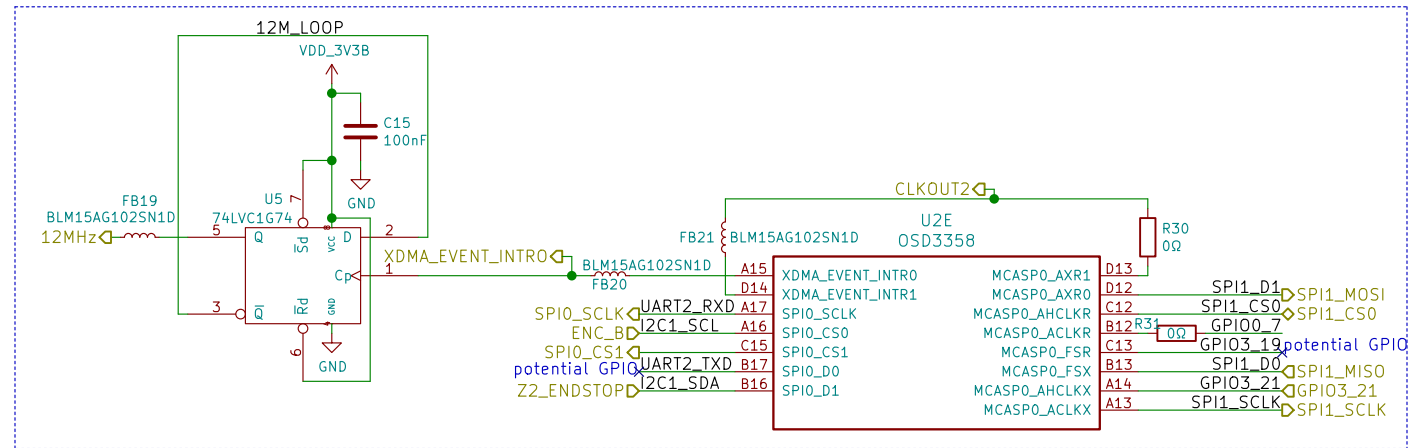 12M_LOOP
VDD_3V3B
C15
100nF
GND
FB19
BLM15AG102SN1D
12MHz
U5
74LVC1G74
7
5
Q
Sd
VCC
8
D
2
Cp
1
3
Q
Rd
GND
4
6
GND
XDMA_EVENT_INTR0
BLM15AG102SN1D
FB20
CLKOUT2
FB21
BLM15AG102SN1D
U2E
OSD3358
R30
0Ω
A15 XDMA_EVENT_INTR0 MCASP0_AXR1 D13
D14 XDMA_EVENT_INTR1 MCASP0_AXR0 D12 SPI1_D1 SPI1_MOSI
SPI0_SCLK UART2_RXD A17 SPI0_SCLK MCASP0_AHCLKR C12 SPI1_CS0 SPI1_CS0
ENC_B I2C1_SCL A16 SPI0_CS0 MCASP0_ACLKR B12 R31 0Ω GPIO0_7
SPI0_CS1 C15 SPI0_CS1 MCASP0_FSR C13 GPIO3_19 potential GPIO
potential GPIO UART2_TXD B17 SPI0_D0 MCASP0_FSX B13 SPI1_D0 SPI1_MISO
Z2_ENDSTOP I2C1_SDA B16 SPI0_D1 MCASP0_AHCLKX A14 GPIO3_21 GPIO3_21
MCASP0_ACLKX A13 SPI1_SCLK SPI1_SCLK